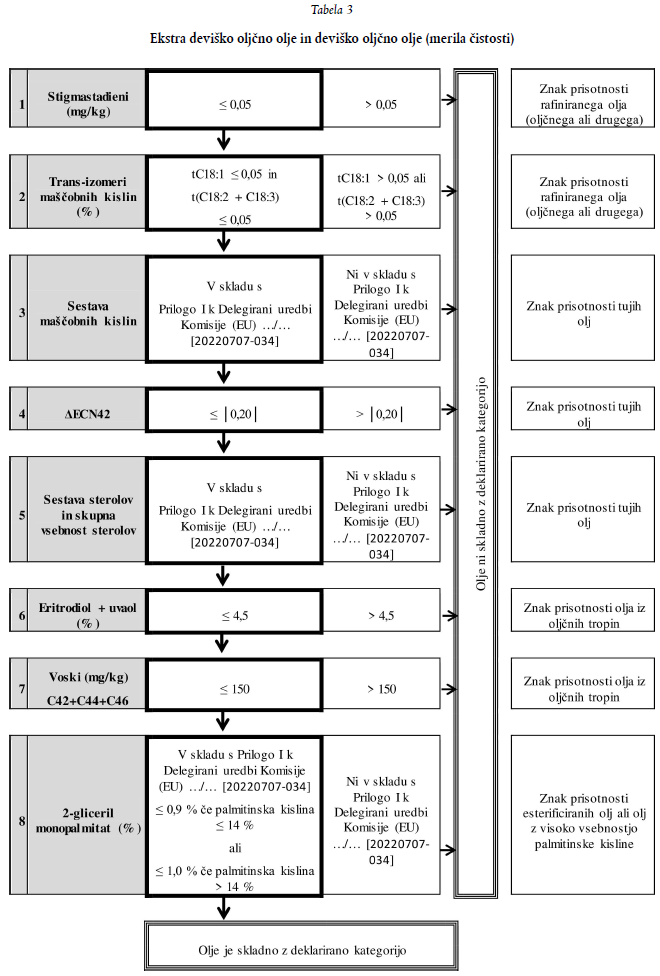 Tabela 3
Ekstra deviško oljčno olje in deviško oljčno olje (merila čistosti)
1
Stigmastadieni
(mg/kg)
≤ 0,05
> 0,05
Znak prisotnosti
rafiniranega olja
(oljčnega ali drugega)
2
Trans-izomeri
maščobnih kislin
(%)
tC18:1 ≤ 0,05 in
t(C18:2 + C18:3)
≤ 0,05
tC18:1 > 0,05 ali
t(C18:2 + C18:3)
> 0,05
Znak prisotnosti
rafiniranega olja
(oljčnega ali drugega)
3
Sestava
maščobnih kislin
V skladu s
Prilogo I k Delegirani uredbi
Komisije (EU) …/…
[20220707-034]
Ni v skladu s
Prilogo I k
Delegirani uredbi
Komisije (EU)
…/… [20220707-
034]
Znak prisotnosti tujih
olj
4
ΔECN42
≤ |0,20|
> |0,20|
Znak prisotnosti tujih
olj
5
Sestava sterolov
in skupna
vsebnost sterolov
V skladu s
Prilogo I k Delegirani uredbi
Komisije (EU) …/…
[20220707-034]
Ni v skladu s
Prilogo I k
Delegirani uredbi
Komisije (EU)
…/… [20220707-
034]
Znak prisotnosti tujih
olj
6
Eritrodiol + uvaol
(%)
≤ 4,5
> 4,5
Znak prisotnosti olja iz
oljčnih tropin
7
Voski (mg/kg)
C42+C44+C46
≤ 150
> 150
Znak prisotnosti olja iz
oljčnih tropin
8
2-gliceril
monopalmitat (%)
V skladu s Prilogo I k
Delegirani uredbi Komisije
(EU) …/… [20220707-034]
≤ 0,9 % če palmitinska kislina
≤ 14 %
ali
≤ 1,0 % če palmitinska kislina
> 14 %
Ni v skladu s
Prilogo I k
Delegirani uredbi
Komisije (EU)
…/… [20220707-
034]
Znak prisotnosti
esterificiranih olj ali olj
z visoko vsebnostjo
palmitinske kisline
Olje ni skladno z deklarirano kategorijo
Olje je skladno z deklarirano kategorijo